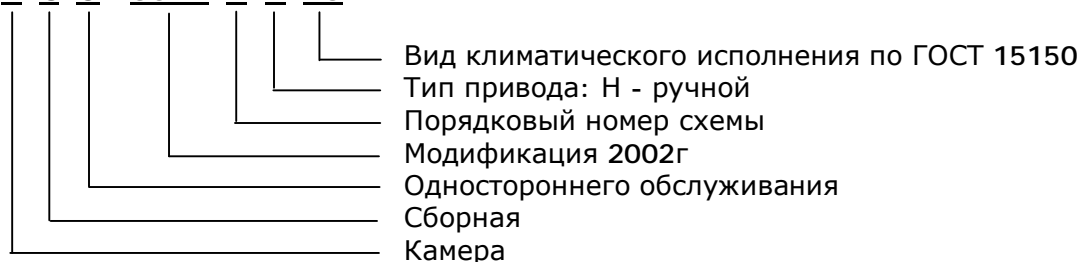 Вид климатического исполнения по ГОСТ 15150
Тип привода: Н - ручной
Порядковый номер схемы
Модификация 2002г
Одностороннего обслуживания
Сборная
Камера